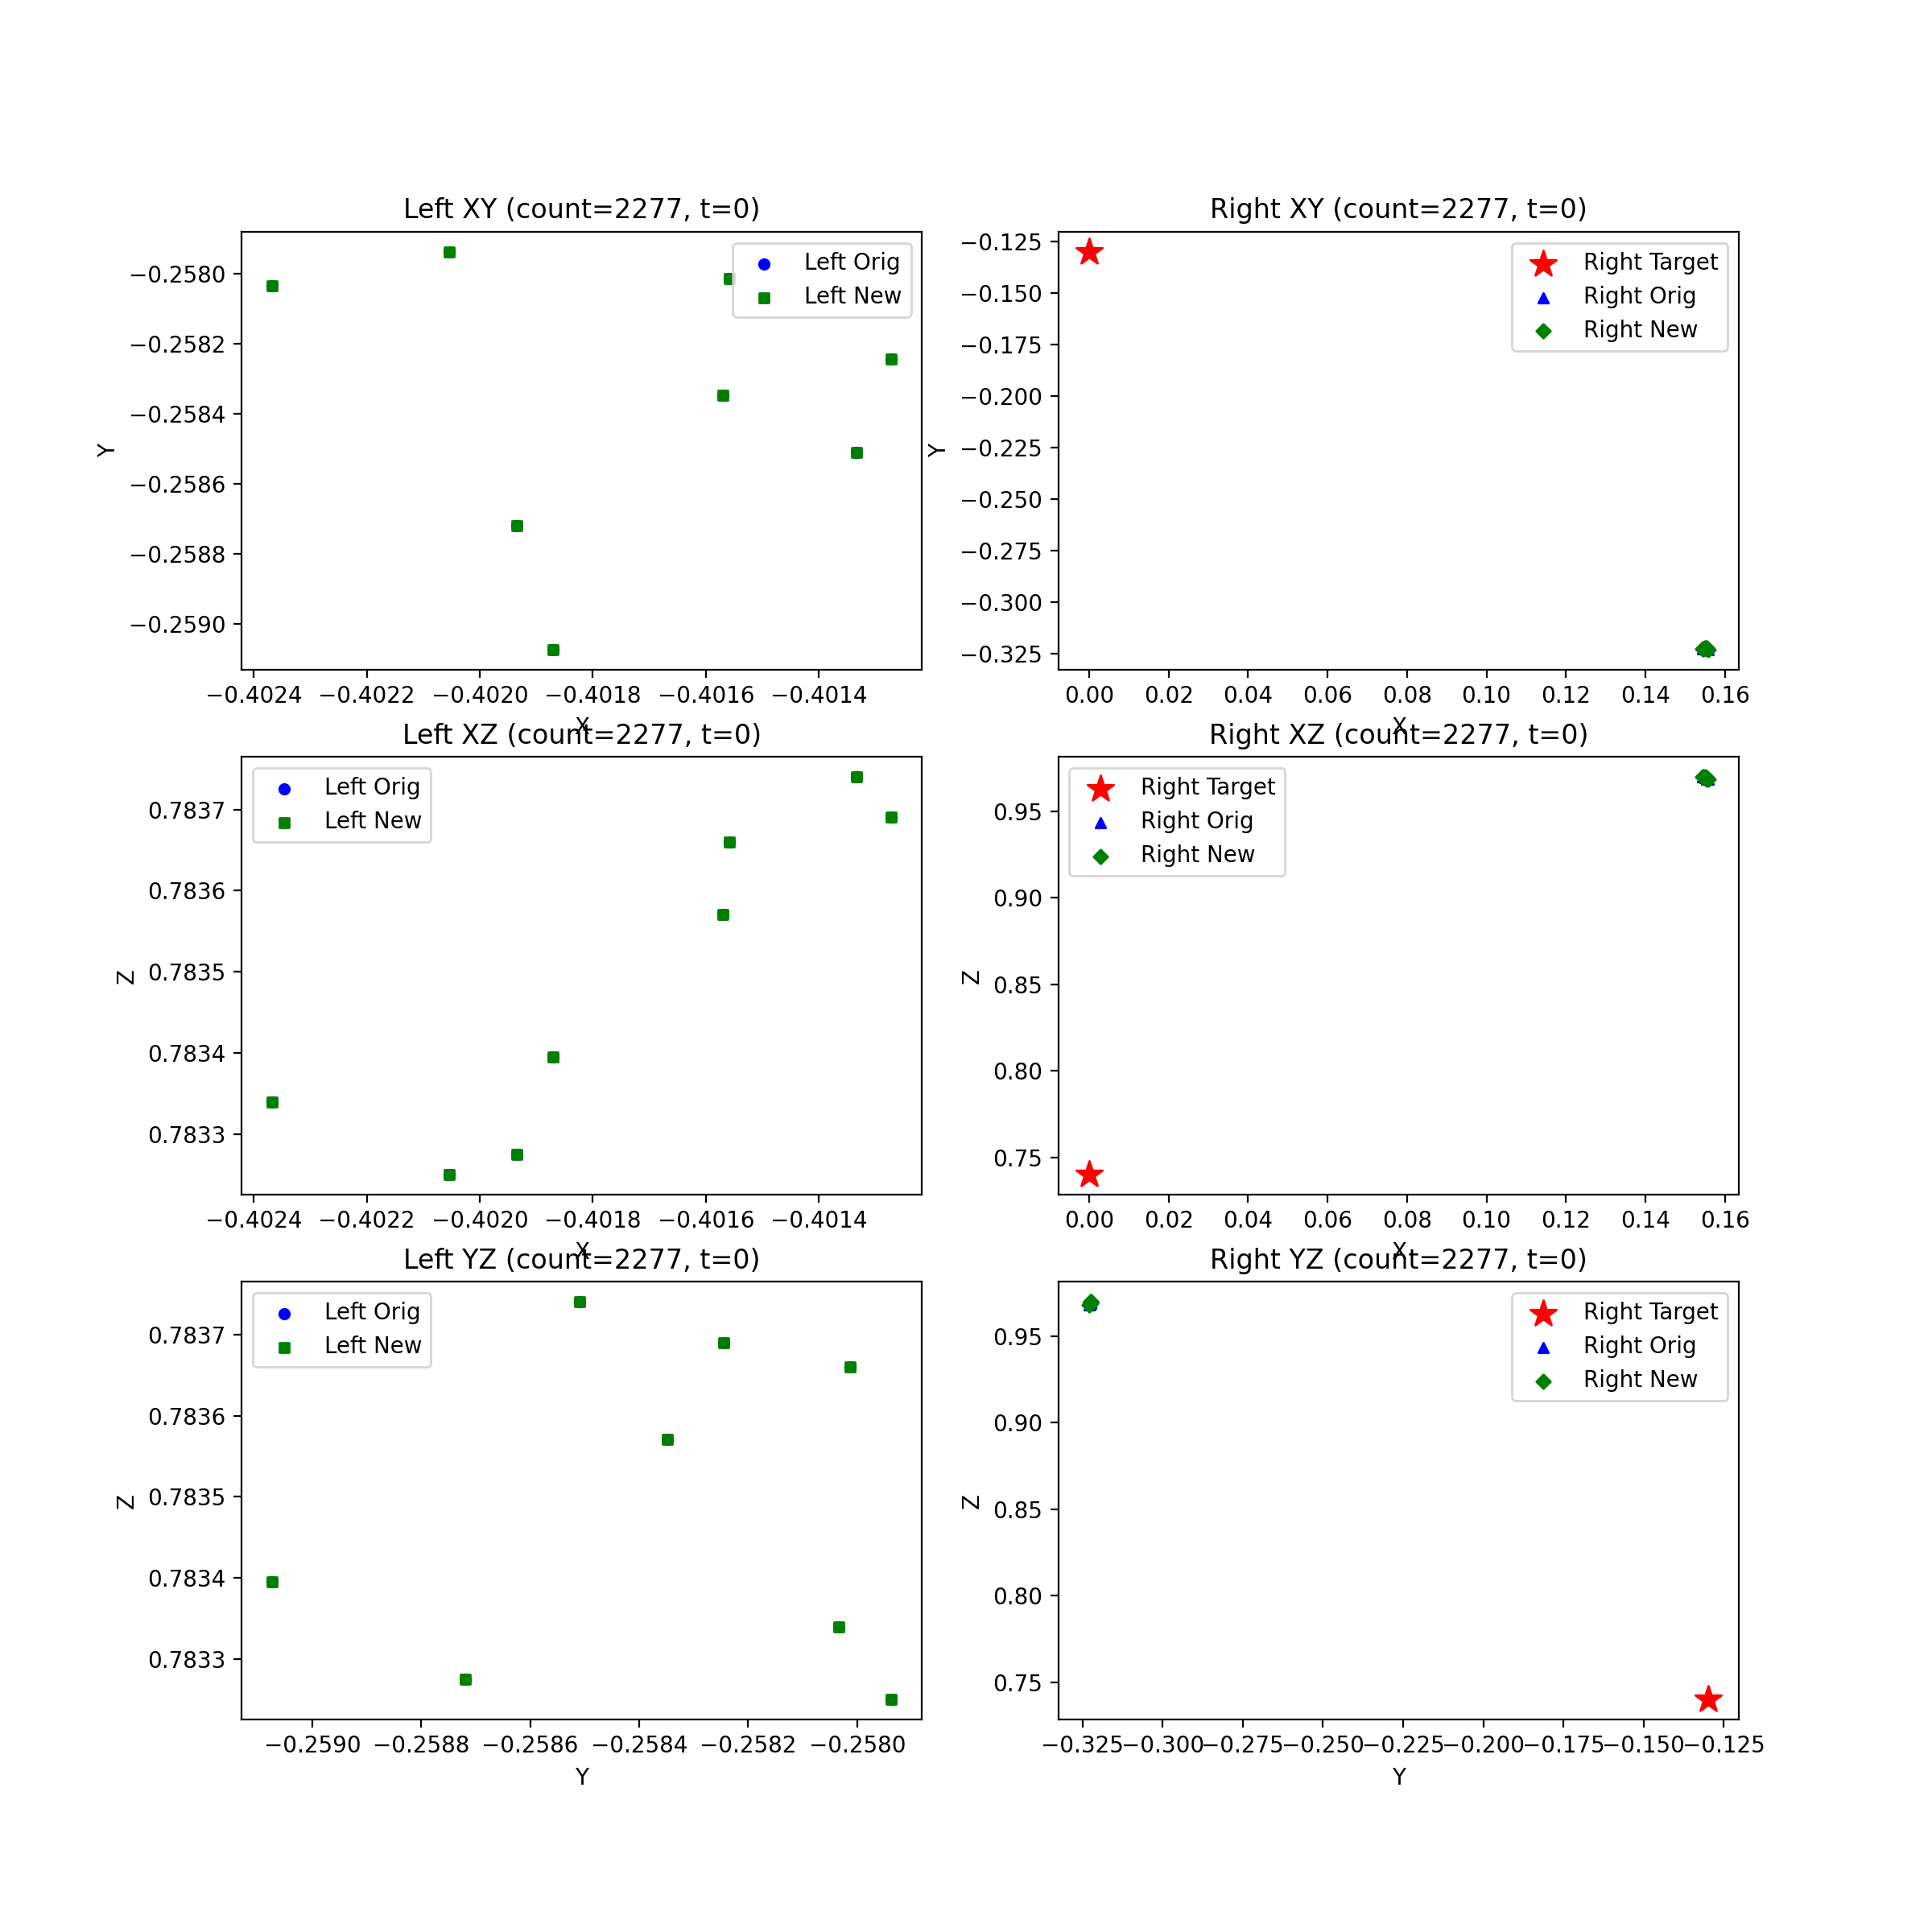 Left XY (count=2277, t=0)
Left Orig
Left New
−0.2580
−0.2582
−0.2584
−0.2586
−0.2588
−0.2590
Y
−0.4024 −0.4022 −0.4020 −0.4018 −0.4016 −0.4014
X
Right XY (count=2277, t=0)
Right Target
Right Orig
Right New
−0.125
−0.150
−0.175
−0.200
−0.225
−0.250
−0.275
−0.300
−0.325
Y
0.00 0.02 0.04 0.06 0.08 0.10 0.12 0.14 0.16
X
Left XZ (count=2277, t=0)
Left Orig
Left New
0.7837
0.7836
0.7835
0.7834
0.7833
Z
−0.4024 −0.4022 −0.4020 −0.4018 −0.4016 −0.4014
X
Right XZ (count=2277, t=0)
Right Target
Right Orig
Right New
0.95
0.90
0.85
0.80
0.75
Z
0.00 0.02 0.04 0.06 0.08 0.10 0.12 0.14 0.16
X
Left YZ (count=2277, t=0)
Left Orig
Left New
0.7837
0.7836
0.7835
0.7834
0.7833
Z
−0.2590 −0.2588 −0.2586 −0.2584 −0.2582 −0.2580
Y
Right YZ (count=2277, t=0)
Right Target
Right Orig
Right New
0.95
0.90
0.85
0.80
0.75
Z
−0.325 −0.300 −0.275 −0.250 −0.225 −0.200 −0.175 −0.150 −0.125
Y